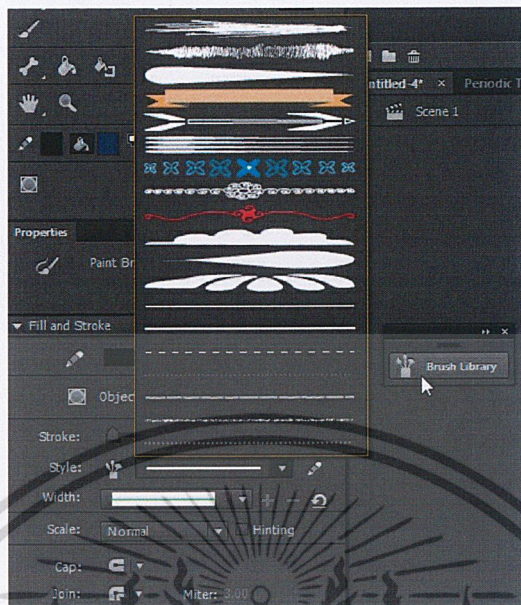 ntitled-4* × Periodic T
Scene 1
Properties
Paint Br
Fill and Stroke
Brush Library
Objec
Stroke:
Style:
Width:
Scale: Normal Hinting
Cap:
Join: Miter: 3.00